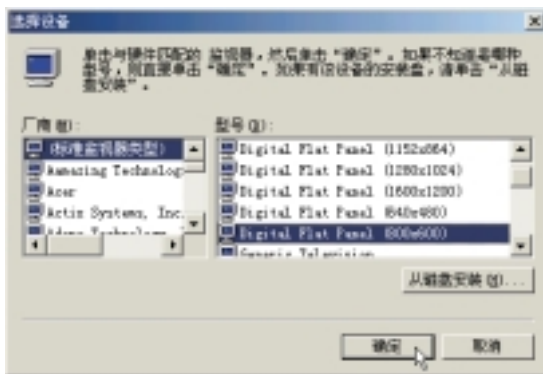 选择设备
单击与硬件匹配的 监视器，然后单击“确定”。如果不知道是哪种
型号，则直接单击“确定”。如果有该设备的安装盘，请单击“从磁
盘安装”。
厂商(M):
型号(D):
(标准监视器类型)
Aamazing Technolog
Acer
Actix Systems, Inc.
Adara Technology
Digital Flat Panel (1152x864)
Digital Flat Panel (1280x1024)
Digital Flat Panel (1600x1200)
Digital Flat Panel (640x480)
Digital Flat Panel (800x600)
Generic Television
从磁盘安装(H)...
确定
取消